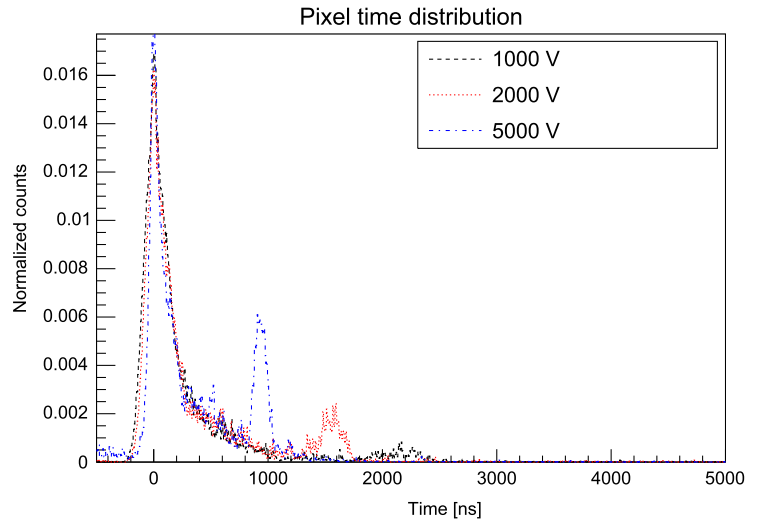 Pixel time distribution
1000 V
2000 V
5000 V
Normalized counts
0.016
0.014
0.012
0.01
0.008
0.006
0.004
0.002
0
0 1000 2000 3000 4000 5000
Time [ns]